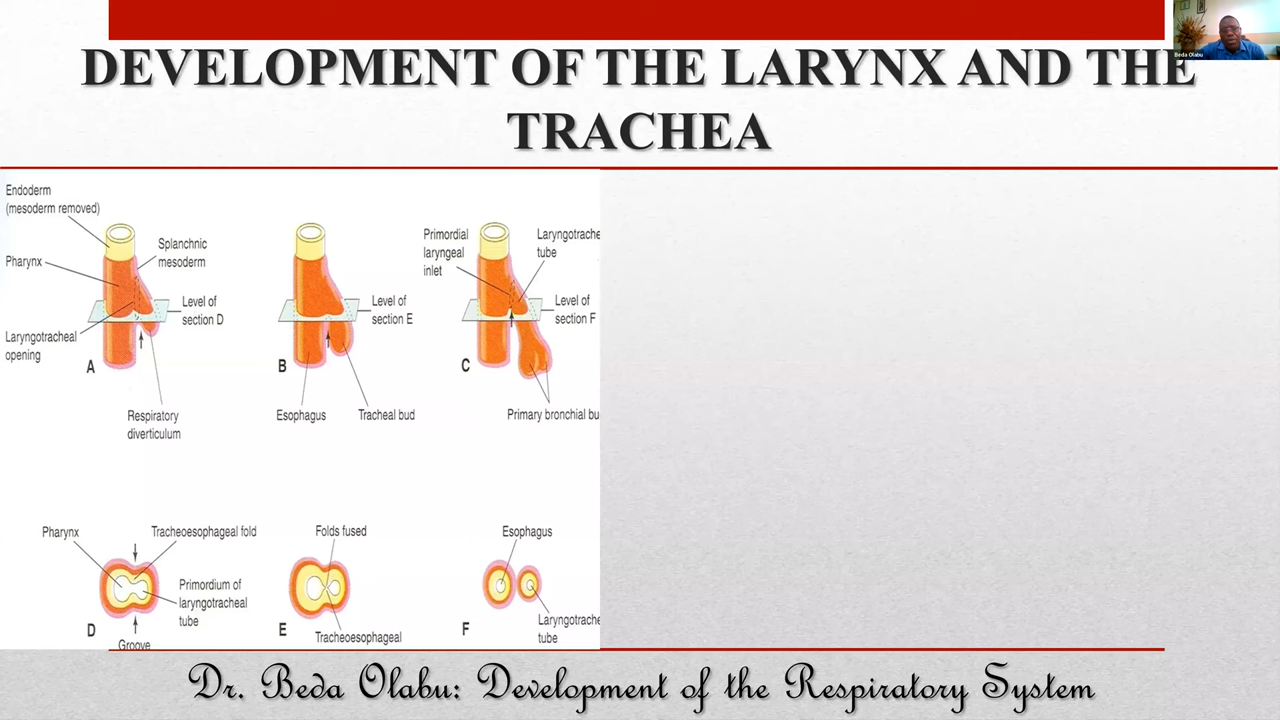 DEVELOPMENT OF THE LARYNX AND THE
TRACHEA
Beda Olabu
Endoderm
(mesoderm removed)
Splanchnic
mesoderm
Pharynx
Level of
section D
Laryngotracheal
opening
A
Respiratory
diverticulum
Level of
section E
B
Esophagus
Tracheal bud
Primordial
laryngeal
inlet
Laryngotrache
tube
Level of
section F
C
Primary bronchial bu
Pharynx
Tracheoesophageal fold
Primordium of
laryngotracheal
tube
D
Groove
Folds fused
E
Tracheoesophageal
Esophagus
F
Laryngotrache
tube
Dr. Beda Olabu: Development of the Respiratory System